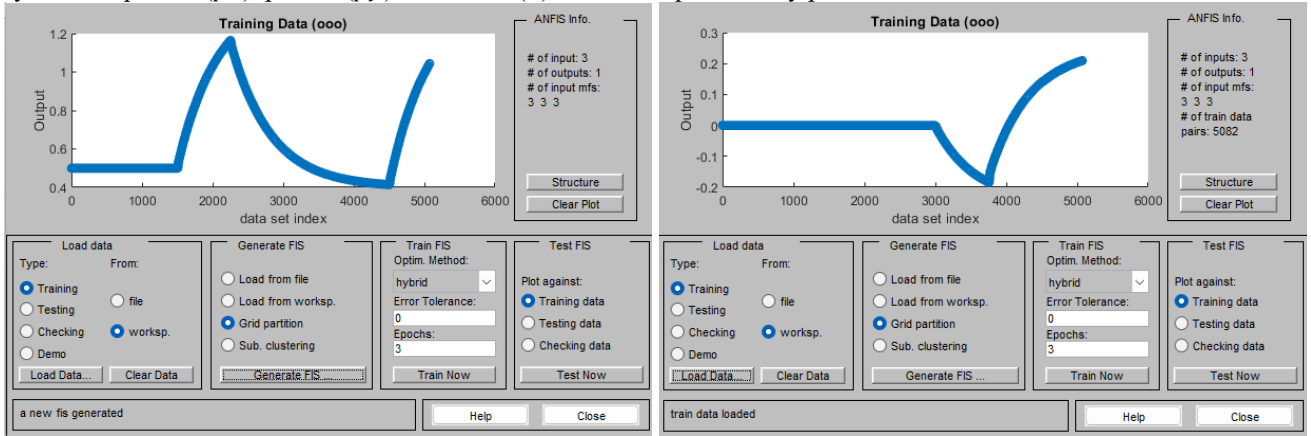 Training Data (ooo)
ANFIS Info.
1.2
1
0.8
0.6
0.4
Output
0 1000 2000 3000 4000 5000 6000
data set index
# of input: 3
# of outputs: 1
# of input mfs:
3 3 3
Structure
Clear Plot
Load data
Type: From:
Training
Testing
Checking
Demo
file
worksp.
Load Data... Clear Data
Generate FIS
Load from file
Load from worksp.
Grid partition
Sub. clustering
Generate FIS ...
Train FIS
Optim. Method:
hybrid
Error Tolerance:
0
Epochs:
3
Train Now
Test FIS
Plot against:
Training data
Testing data
Checking data
Test Now
a new fis generated
Help Close
Training Data (ooo)
ANFIS Info.
0.3
0.2
0.1
0
-0.1
-0.2
Output
0 1000 2000 3000 4000 5000 6000
data set index
# of inputs: 3
# of outputs: 1
# of input mfs:
3 3 3
# of train data
pairs: 5082
Structure
Clear Plot
Load data
Type: From:
Training
Testing
Checking
Demo
file
worksp.
Load Data... Clear Data
Generate FIS
Load from file
Load from worksp.
Grid partition
Sub. clustering
Generate FIS ...
Train FIS
Optim. Method:
hybrid
Error Tolerance:
0
Epochs:
3
Train Now
Test FIS
Plot against:
Training data
Testing data
Checking data
Test Now
train data loaded
Help Close